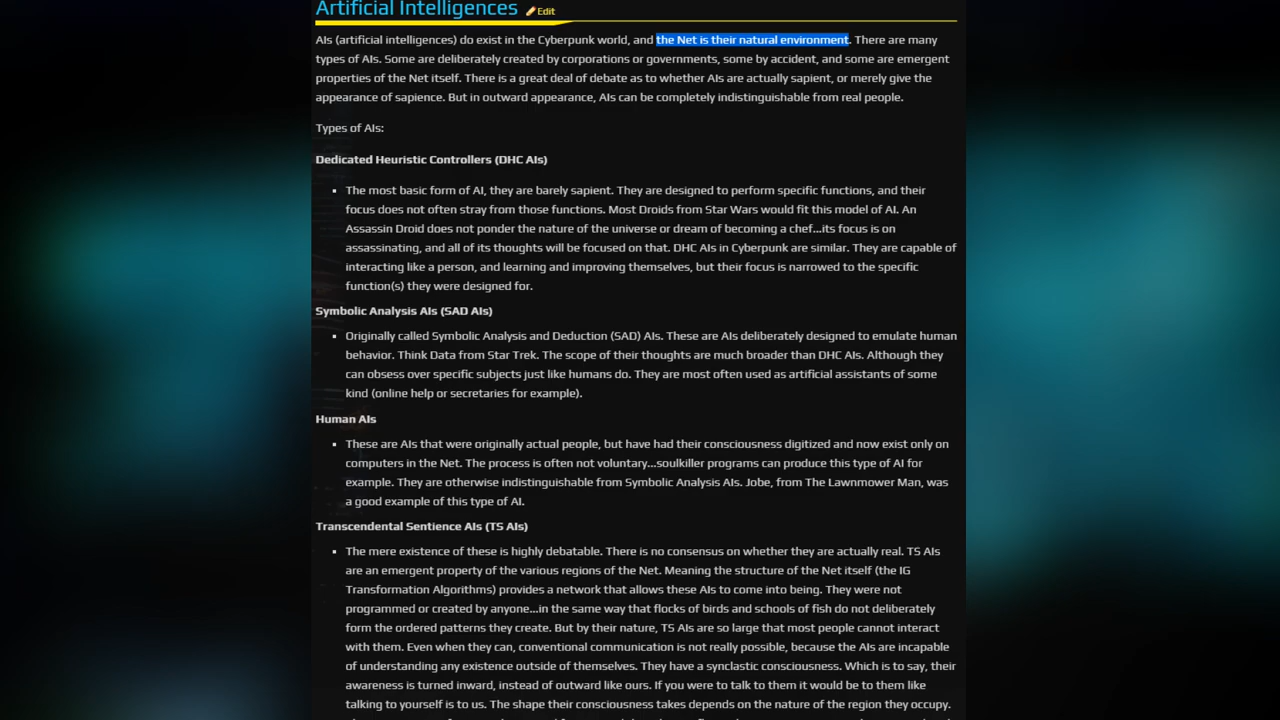 Artificial Intelligences Edit
AIs (artificial intelligences) do exist in the Cyberpunk world, and the Net is their natural environment. There are many
types of AIs. Some are deliberately created by corporations or governments, some by accident, and some are emergent
properties of the Net itself. There is a great deal of debate as to whether AIs are actually sapient, or merely give the
appearance of sapience. But in outward appearance, AIs can be completely indistinguishable from real people.
Types of AIs:
Dedicated Heuristic Controllers (DHC AIs)
▪ The most basic form of AI, they are barely sapient. They are designed to perform specific functions, and their
focus does not often stray from those functions. Most Droids from Star Wars would fit this model of AI. An
Assassin Droid does not ponder the nature of the universe or dream of becoming a chef...its focus is on
assassinating, and all of its thoughts will be focused on that. DHC AIs in Cyberpunk are similar. They are capable of
interacting like a person, and learning and improving themselves, but their focus is narrowed to the specific
function(s) they were designed for.
Symbolic Analysis AIs (SAD AIs)
▪ Originally called Symbolic Analysis and Deduction (SAD) AIs. These are AIs deliberately designed to emulate human
behavior. Think Data from Star Trek. The scope of their thoughts are much broader than DHC AIs. Although they
can obsess over specific subjects just like humans do. They are most often used as artificial assistants of some
kind (online help or secretaries for example).
Human AIs
▪ These are AIs that were originally actual people, but have had their consciousness digitized and now exist only on
computers in the Net. The process is often not voluntary...soulkiller programs can produce this type of AI for
example. They are otherwise indistinguishable from Symbolic Analysis AIs. Jobe, from The Lawnmower Man, was
a good example of this type of AI.
Transcendental Sentience AIs (TS AIs)
▪ The mere existence of these is highly debatable. There is no consensus on whether they are actually real. TS AIs
are an emergent property of the various regions of the Net. Meaning the structure of the Net itself (the IG
Transformation Algorithms) provides a network that allows these AIs to come into being. They were not
programmed or created by anyone...in the same way that flocks of birds and schools of fish do not deliberately
form the ordered patterns they create. But by their nature, TS AIs are so large that most people cannot interact
with them. Even when they can, conventional communication is not really possible, because the AIs are incapable
of understanding any existence outside of themselves. They have a synclastic consciousness. Which is to say, their
awareness is turned inward, instead of outward like ours. If you were to talk to them it would be to them like
talking to yourself is to us. The shape their consciousness takes depends on the nature of the region they occupy.